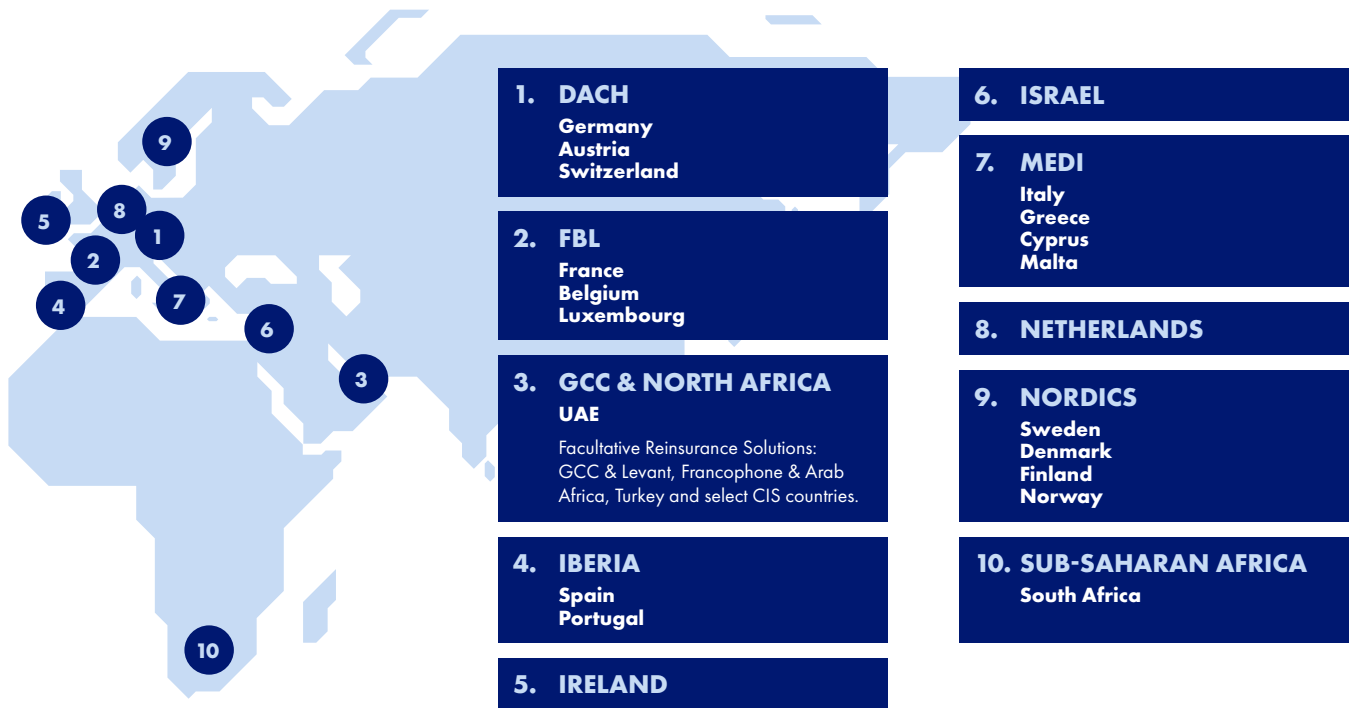 9
5
8
1
2
7
4
6
3
10
1. DACH
Germany
Austria
Switzerland
2. FBL
France
Belgium
Luxembourg
3. GCC & NORTH AFRICA
UAE
Facultative Reinsurance Solutions:
GCC & Levant, Francophone & Arab
Africa, Turkey and select CIS countries.
4. IBERIA
Spain
Portugal
5. IRELAND
6. ISRAEL
7. MEDI
Italy
Greece
Cyprus
Malta
8. NETHERLANDS
9. NORDICS
Sweden
Denmark
Finland
Norway
10. SUB-SAHARAN AFRICA
South Africa